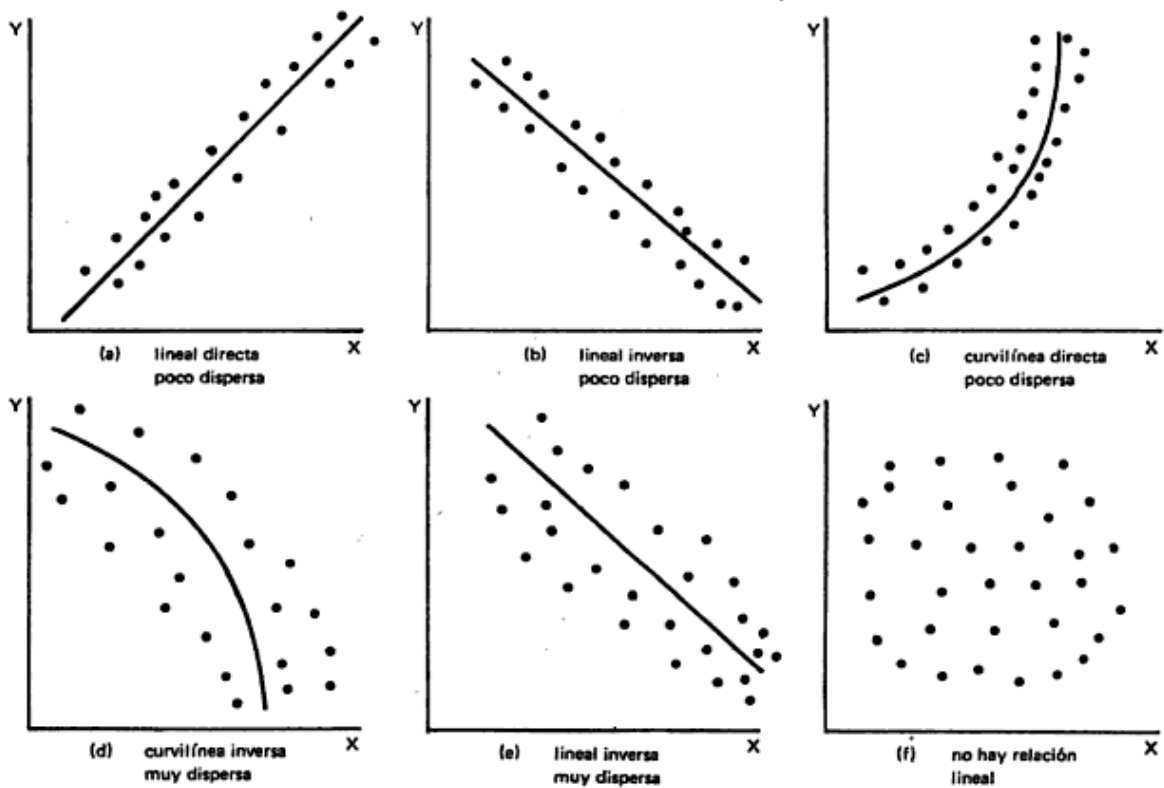 Y
X
(a) lineal directa
poco dispersa
Y
X
(b) lineal inversa
poco dispersa
Y
X
(c) curvilínea directa
poco dispersa
Y
X
(d) curvilínea inversa
muy dispersa
Y
X
(e) lineal inversa
muy dispersa
Y
X
(f) no hay relación
lineal